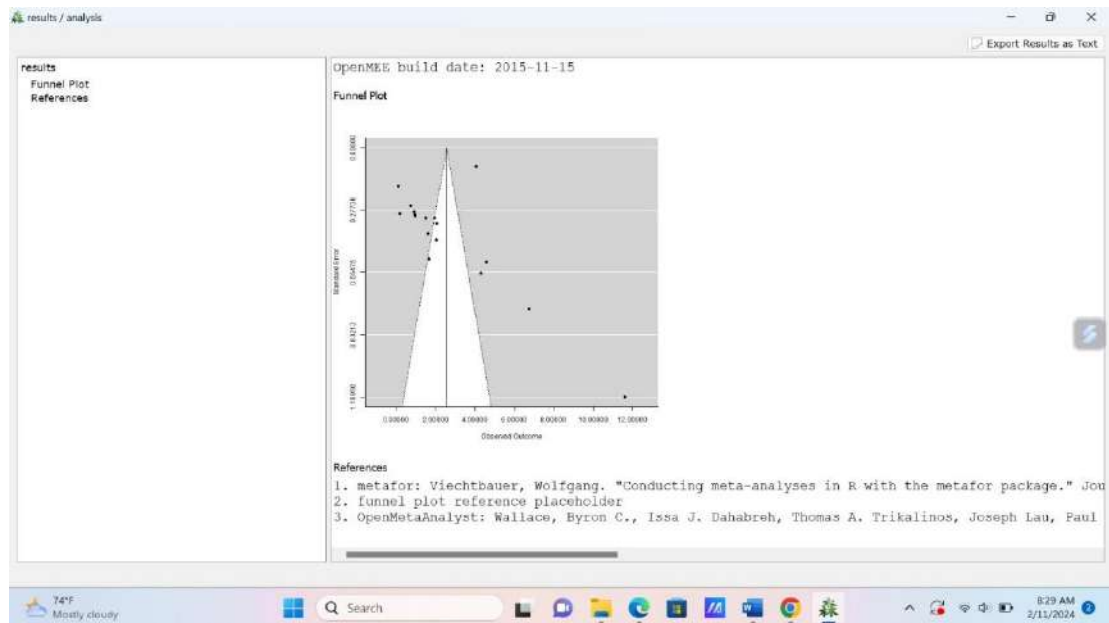 results / analysis
Export Results as Text
results
Funnel Plot
References
OpenMEE build date: 2015-11-15
Funnel Plot
Standard Error
0.00000 2.00000 4.00000 6.00000 8.00000 10.00000 12.00000
Observed Outcome
References
1. metafor: Viechtbauer, Wolfgang. "Conducting meta-analyses in R with the metafor package." Jou
2. funnel plot reference placeholder
3. OpenMetaAnalyst: Wallace, Byron C., Issa J. Dahabreh, Thomas A. Trikalinos, Joseph Lau, Paul
74°F
Mostly cloudy
Search
8:29 AM
2/11/2024
2